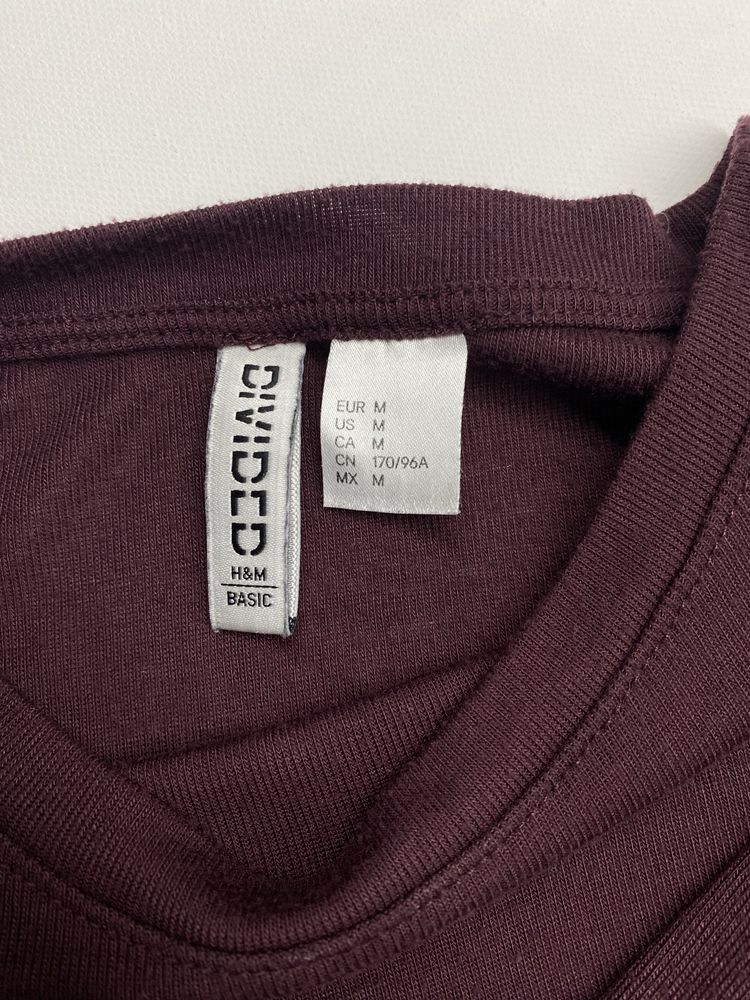 DIVIDED
H&M
BASIC
EUR M
US M
CA M
CN 170/96A
MX M